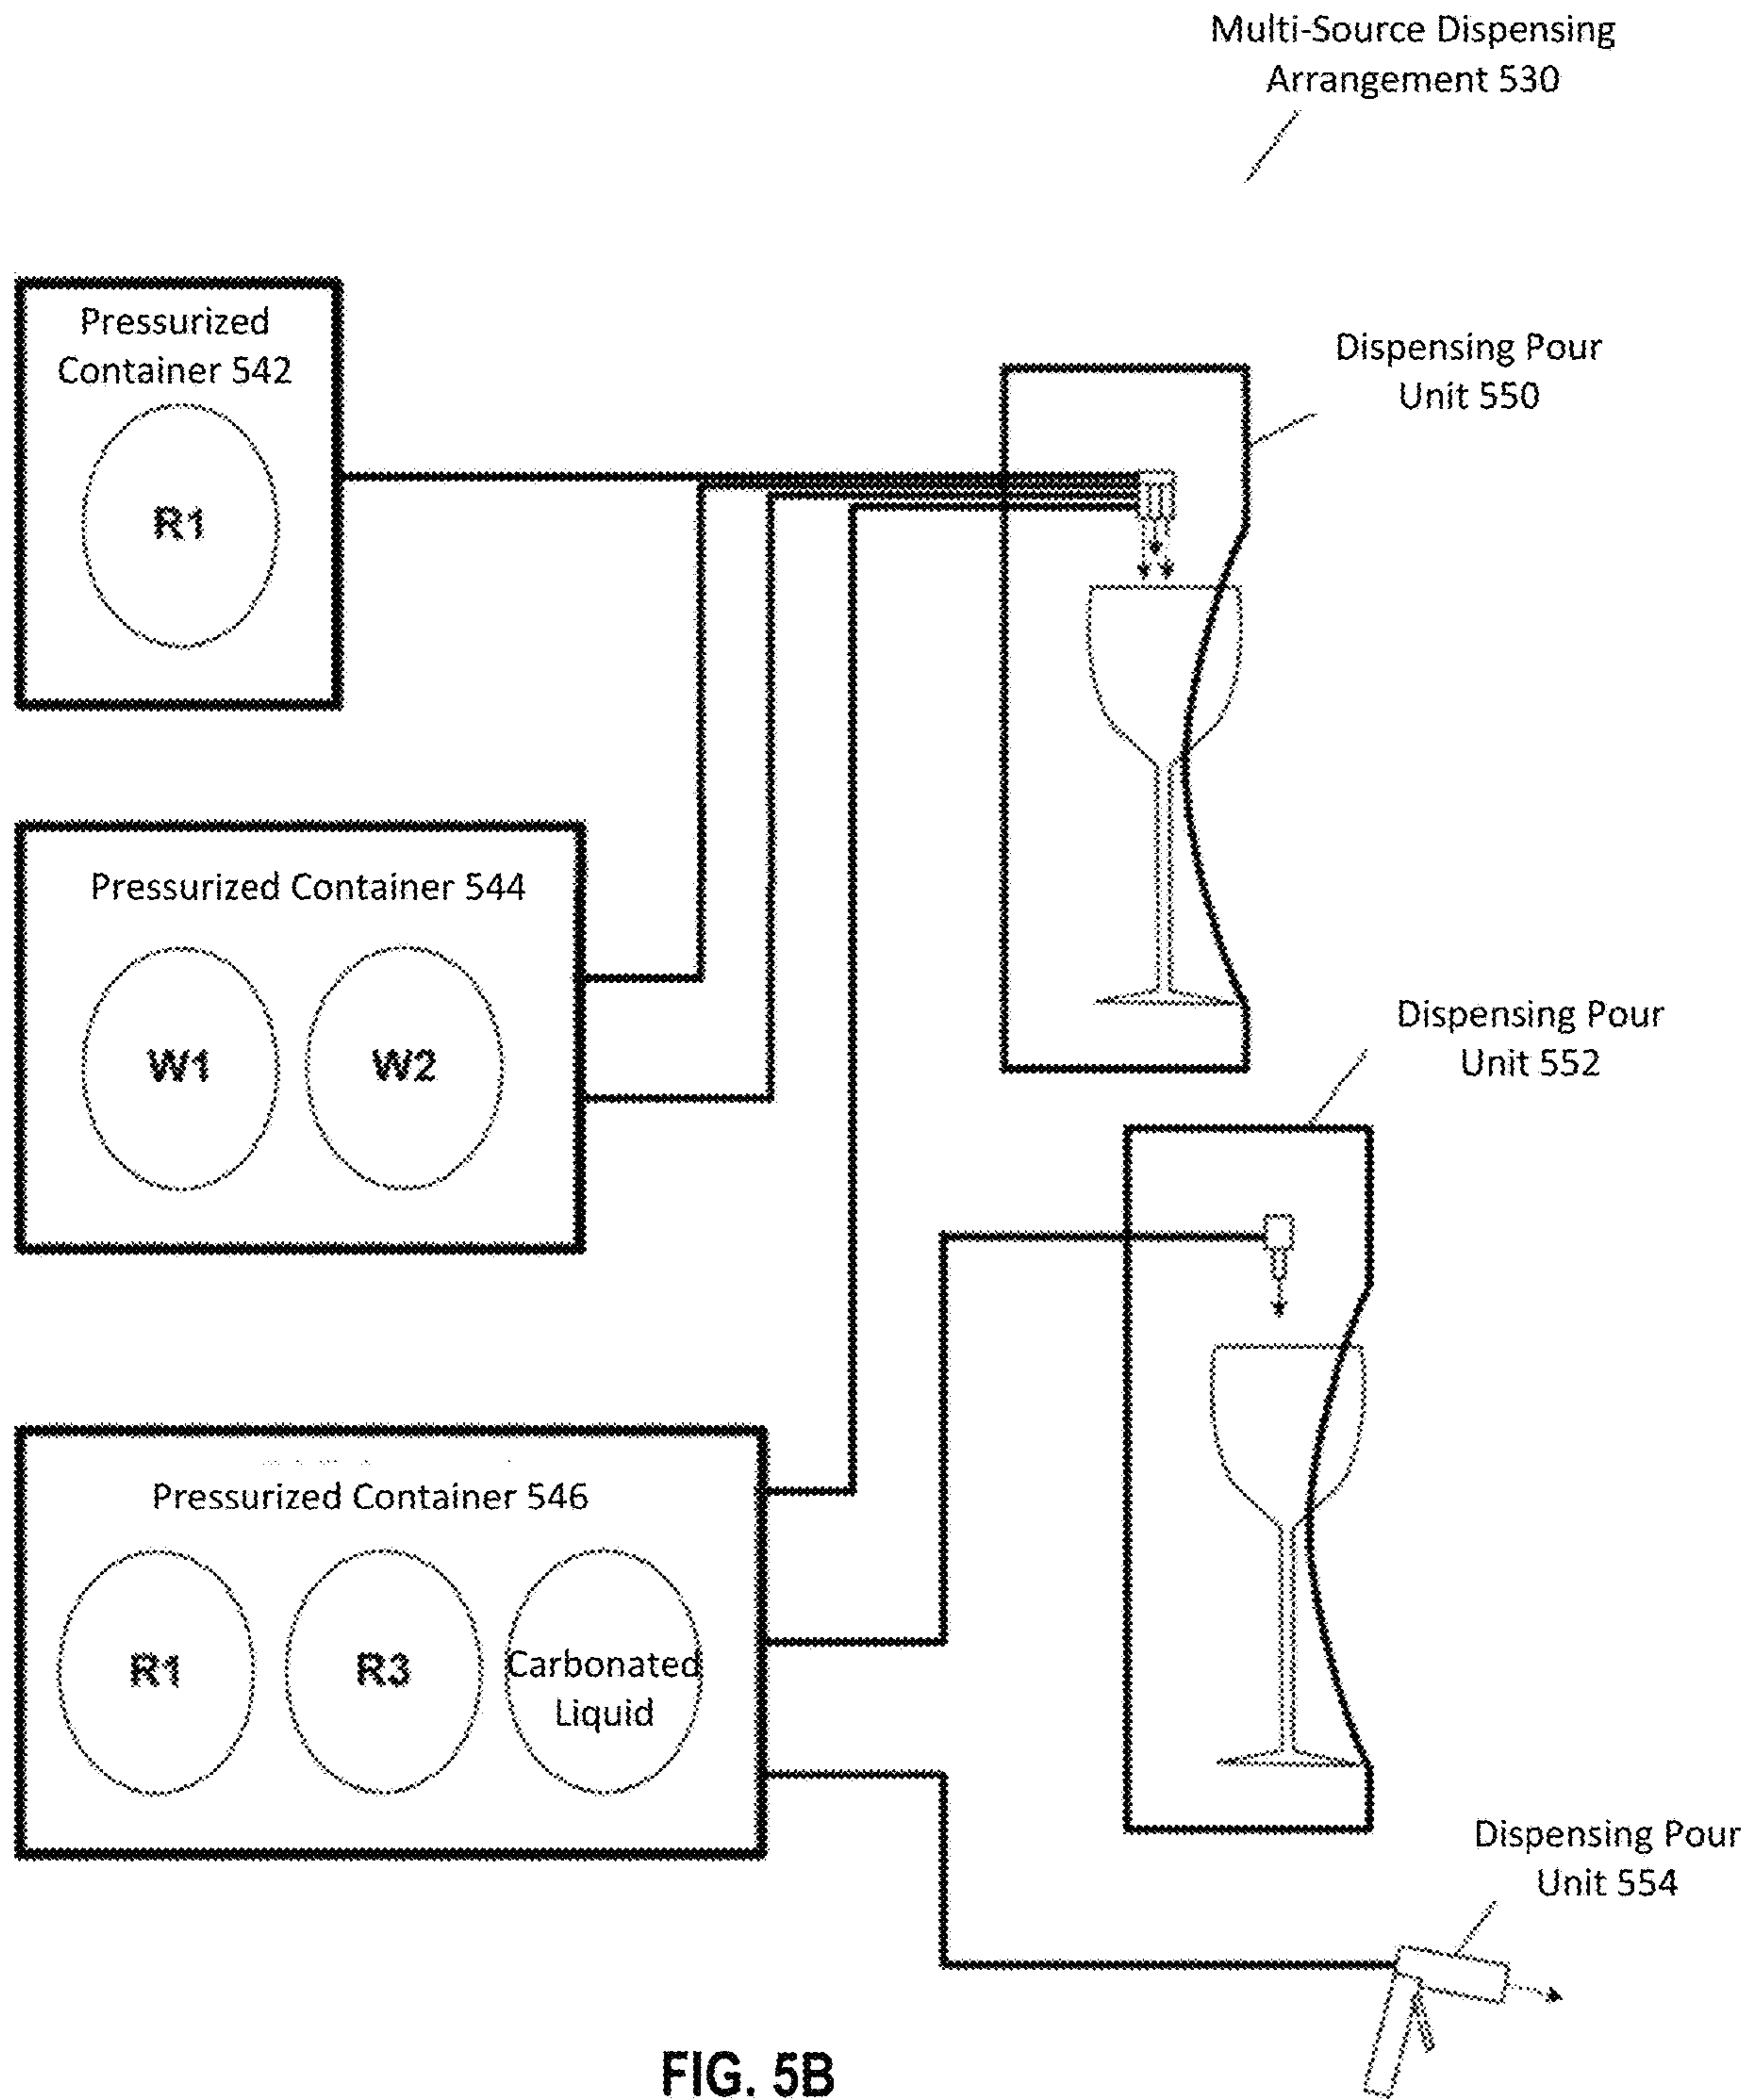 Multi-Source Dispensing
Arrangement 530
Pressurized
Container 542
R1
Dispensing Pour
Unit 550
Pressurized Container 544
W1
W2
Dispensing Pour
Unit 552
Pressurized Container 546
R1
R3
Carbonated
Liquid
Dispensing Pour
Unit 554
FIG. 5B